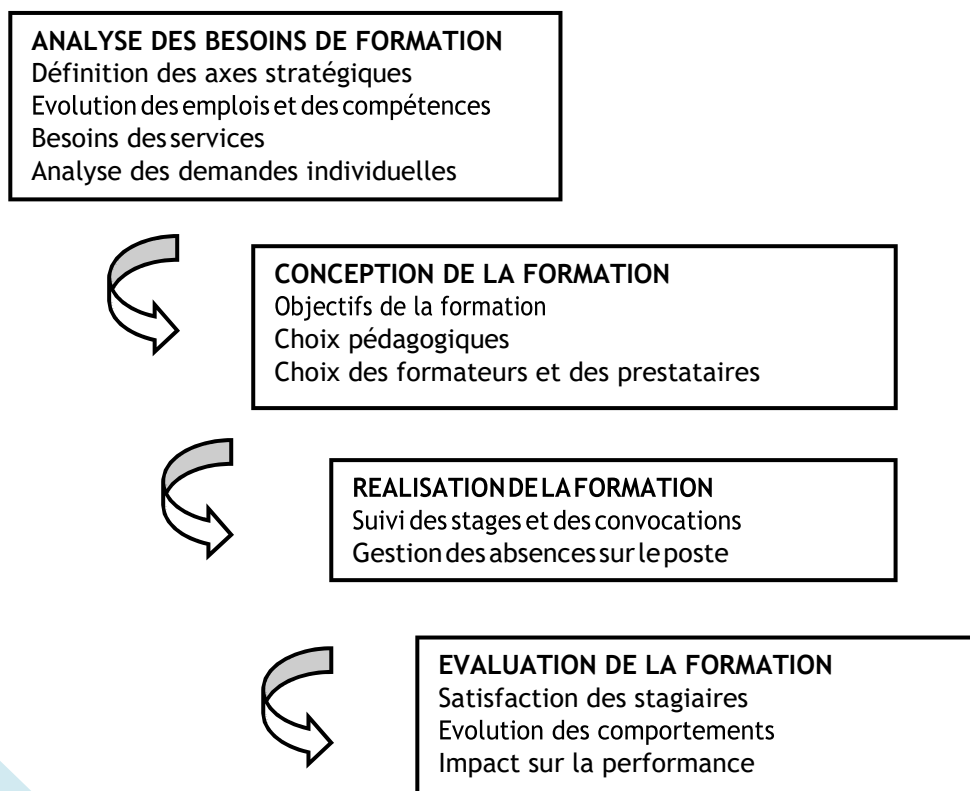 ANALYSE DES BESOINS DE FORMATION
Définition des axes stratégiques
Evolution des emplois et des compétences
Besoins des services
Analyse des demandes individuelles
CONCEPTION DE LA FORMATION
Objectifs de la formation
Choix pédagogiques
Choix des formateurs et des prestataires
REALISATION DE LA FORMATION
Suivi des stages et des convocations
Gestion des absences sur le poste
EVALUATION DE LA FORMATION
Satisfaction des stagiaires
Evolution des comportements
Impact sur la performance